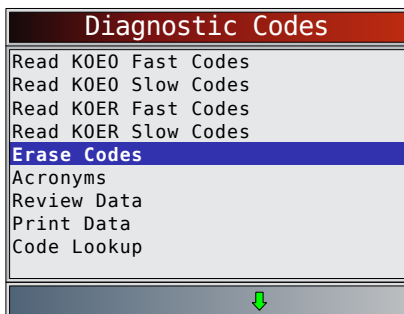 Diagnostic Codes
Read KOEO Fast Codes
Read KOEO Slow Codes
Read KOER Fast Codes
Read KOER Slow Codes
Erase Codes
Acronyms
Review Data
Print Data
Code Lookup